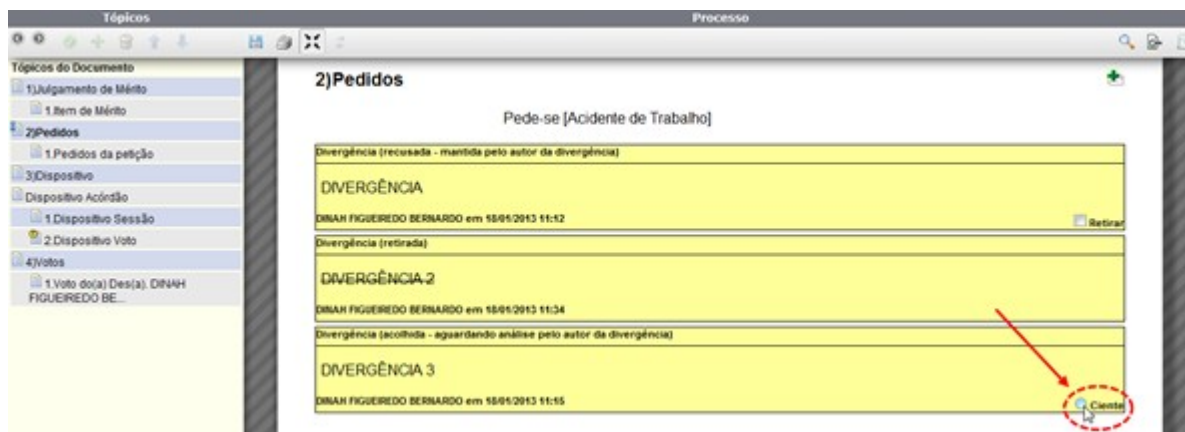 Tópicos
Processo
Tópicos do Documento
1)Julgamento de Mérito
1.Item de Mérito
2)Pedidos
1.Pedidos da petição
3)Dispositivo
Dispositivo Acórdão
1.Dispositivo Sessão
2.Dispositivo Voto
4)Votos
1.Voto do(a) Des(a). DINAH
FIGUEIREDO BE...
2)Pedidos
Pede-se [Acidente de Trabalho]
Divergência (recusada - mantida pelo autor da divergência)
DIVERGÊNCIA
DINAH FIGUEIREDO BERNARDO em 18/01/2013 11:12
Retirar
Divergência (retirada)
DIVERGÊNCIA 2
DINAH FIGUEIREDO BERNARDO em 18/01/2013 11:34
Divergência (acolhida - aguardando análise pelo autor da divergência)
DIVERGÊNCIA 3
DINAH FIGUEIREDO BERNARDO em 18/01/2013 11:15
Ciente